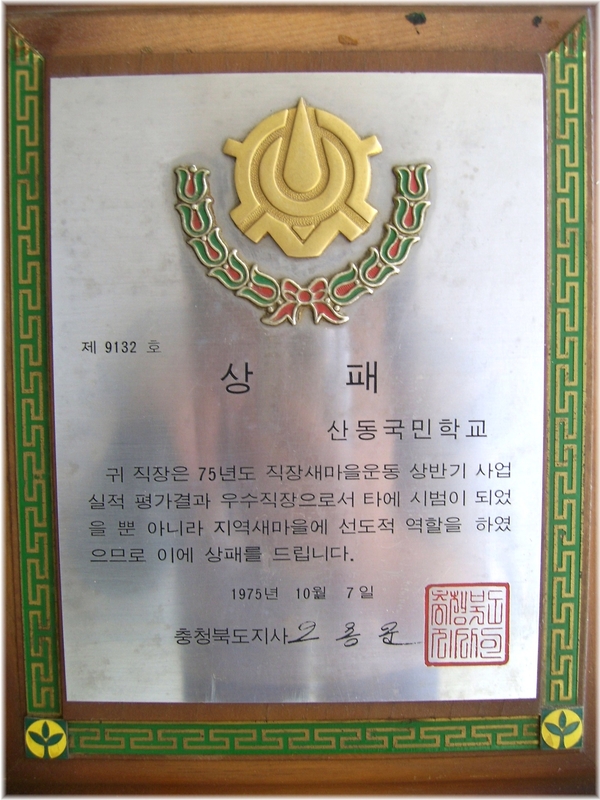 제 9132 호
상 패
산동국민학교
귀 직장은 75년도 직장새마을운동 상반기 사업
실적 평가결과 우수직장으로서 타에 시범이 되었
을 뿐 아니라 지역새마을에 선도적 역할을 하였
으므로 이에 상패를 드립니다.
1975년 10월 7일
충청북도지사 오용운